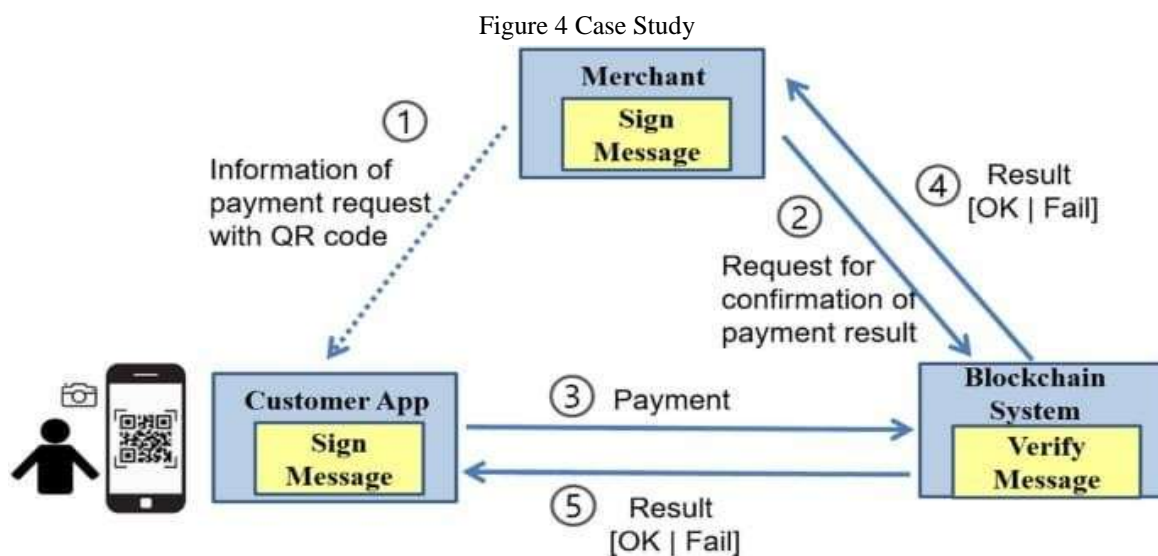 Figure 4 Case Study
Merchant
Sign
Message
①
Information of
payment request
with QR code
②
Request for
confirmation of
payment result
④
Result
[OK | Fail]
Customer App
Sign
Message
③ Payment
⑤ Result
[OK | Fail]
Blockchain
System
Verify
Message